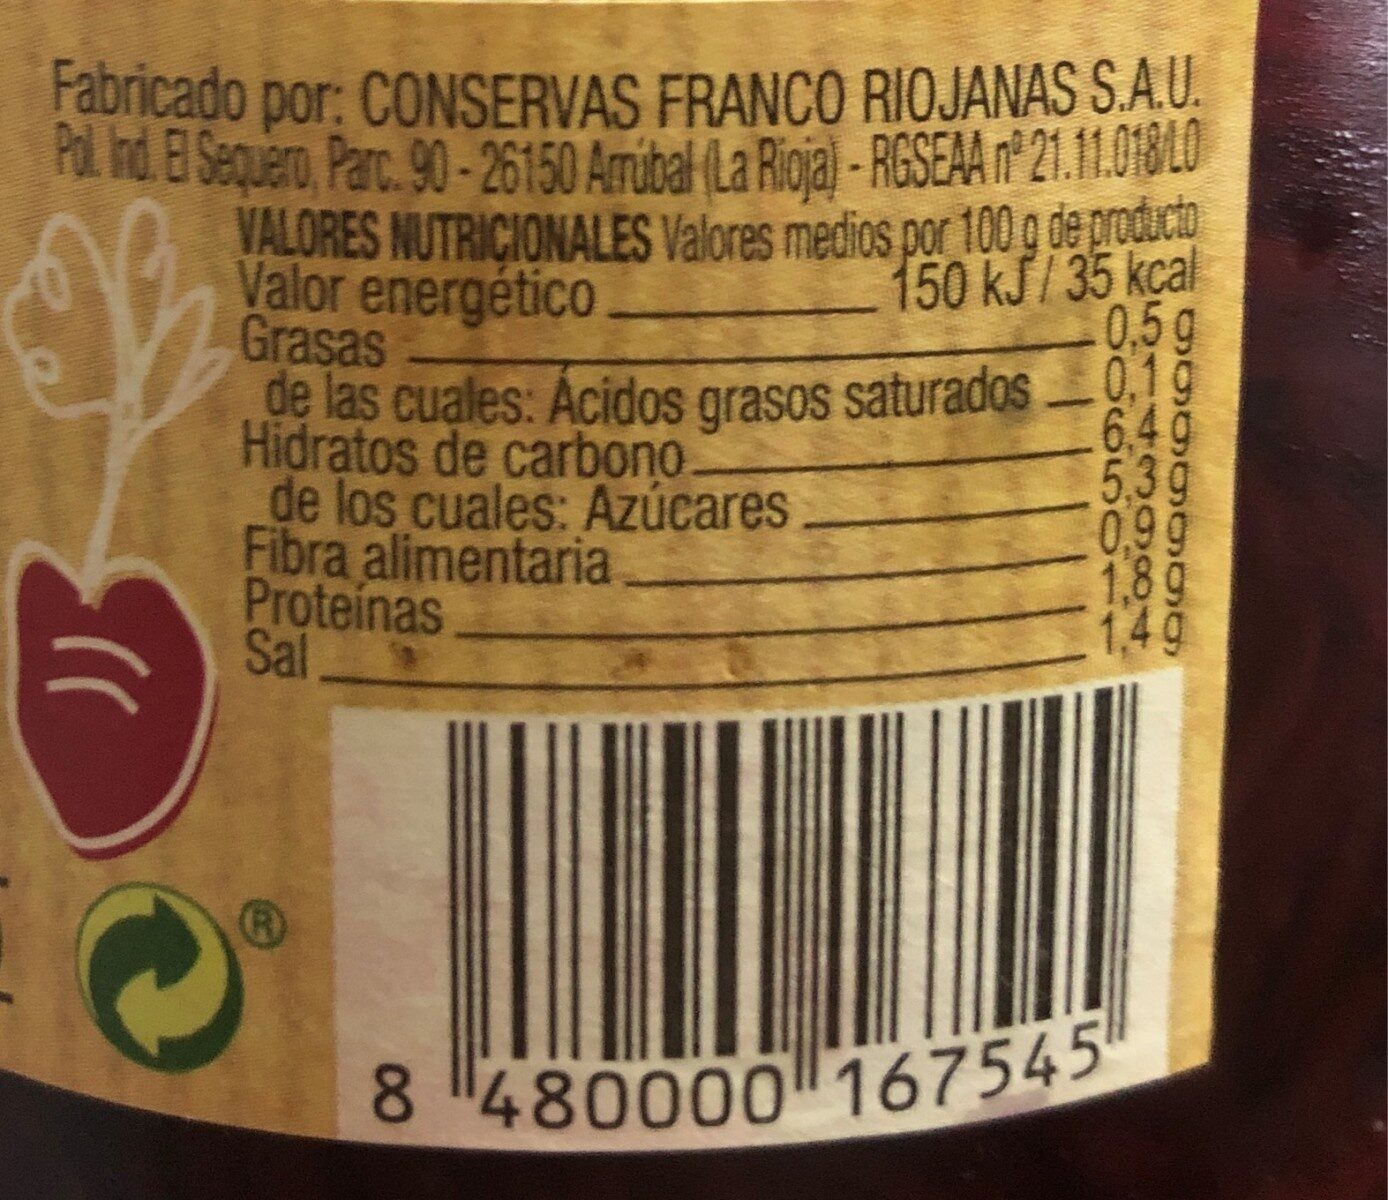 Fabricado por: CONSERVAS FRANCO RIOJANAS S.A.U.
Pol. Ind. El Sequero, Parc. 90 - 26150 Arrúbal (La Rioja) - RGSEAA nº 21.11.018/LO
VALORES NUTRICIONALES Valores medios por 100 g de producto
Valor energético 150 kJ / 35 kcal
Grasas 0,5 g
de las cuales: Ácidos grasos saturados 0,1 g
Hidratos de carbono 6,4 g
de los cuales: Azúcares 5,3 g
Fibra alimentaria 0,9 g
Proteínas 1,8 g
Sal 1,4 g
®
8 480000 167545